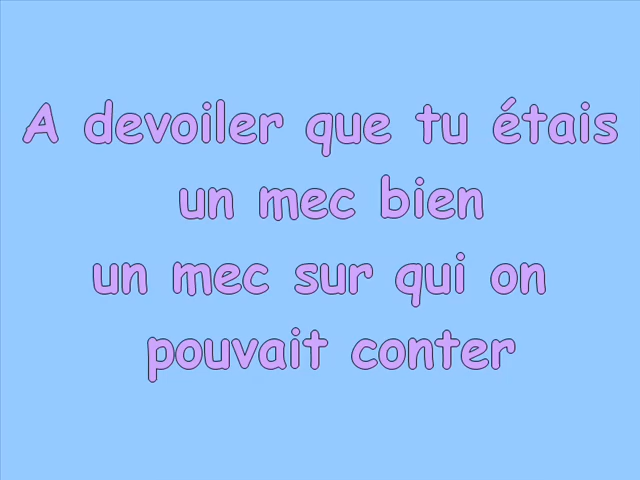 A devoiler que tu étais
un mec bien
un mec sur qui on
pouvait conter